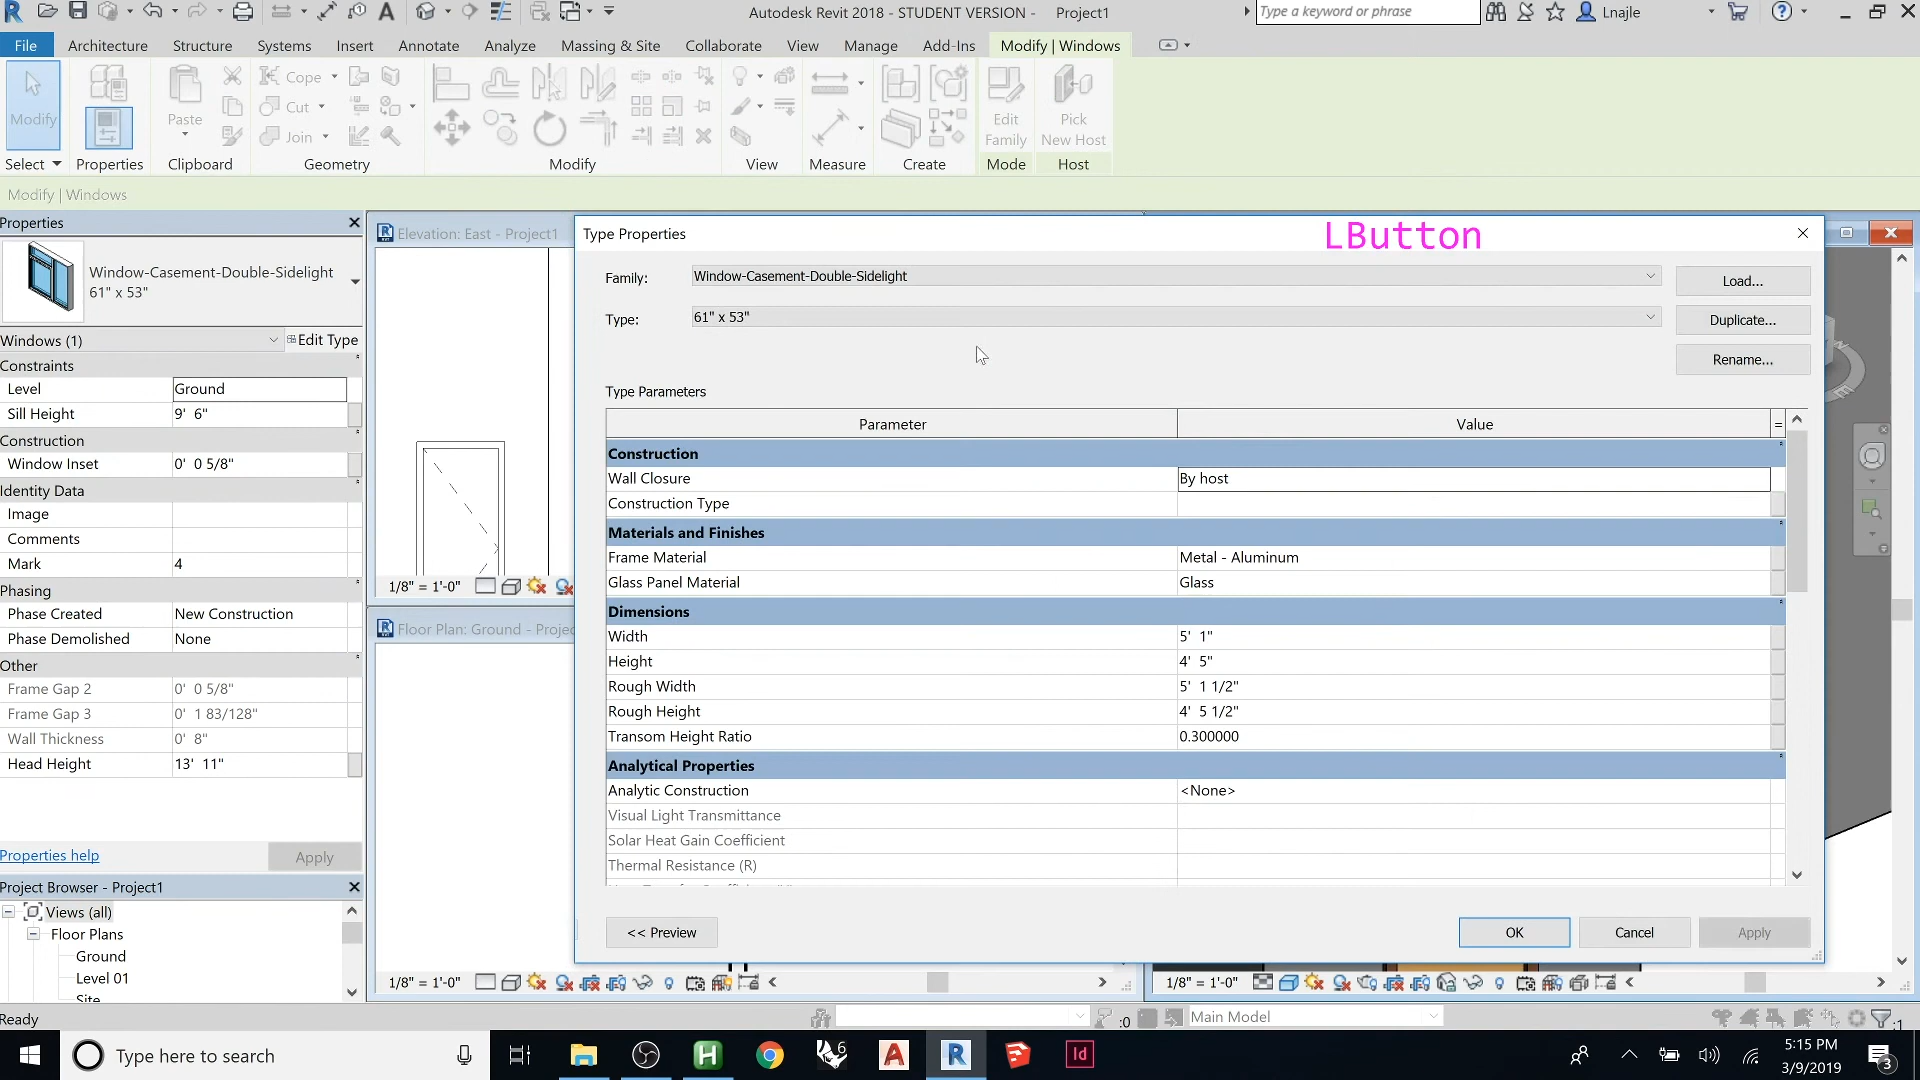 Autodesk Revit 2018 - STUDENT VERSION - Project1
Type a keyword or phrase
Lnajle
File Architecture Structure Systems Insert Annotate Analyze Massing & Site Collaborate View Manage Add-Ins Modify | Windows
Modify
Paste
Cope
Cut
Join
Edit Family
Pick New Host
Select Properties Clipboard Geometry Modify View Measure Create Mode Host
Modify | Windows
Properties
Window-Casement-Double-Sidelight
61" x 53"
Windows (1) Edit Type
Constraints
Level Ground
Sill Height 9' 6"
Construction
Window Inset 0' 0 5/8"
Identity Data
Image
Comments
Mark 4
Phasing
Phase Created New Construction
Phase Demolished None
Other
Frame Gap 2 0' 0 5/8"
Frame Gap 3 0' 1 83/128"
Wall Thickness 0' 8"
Head Height 13' 11"
Properties help Apply
Project Browser - Project1
Views (all)
Floor Plans
Ground
Level 01
Site
Elevation: East - Project1
1/8" = 1'-0"
Floor Plan: Ground - Projec
1/8" = 1'-0"
1/8" = 1'-0"
Type Properties
LButton
Family: Window-Casement-Double-Sidelight Load...
Type: 61" x 53" Duplicate...
Rename...
Type Parameters
Parameter Value =
Construction
Wall Closure By host
Construction Type
Materials and Finishes
Frame Material Metal - Aluminum
Glass Panel Material Glass
Dimensions
Width 5' 1"
Height 4' 5"
Rough Width 5' 1 1/2"
Rough Height 4' 5 1/2"
Transom Height Ratio 0.300000
Analytical Properties
Analytic Construction <None>
Visual Light Transmittance
Solar Heat Gain Coefficient
Thermal Resistance (R)
<< Preview OK Cancel Apply
Ready :0 Main Model :1
Type here to search
5:15 PM
3/9/2019
3